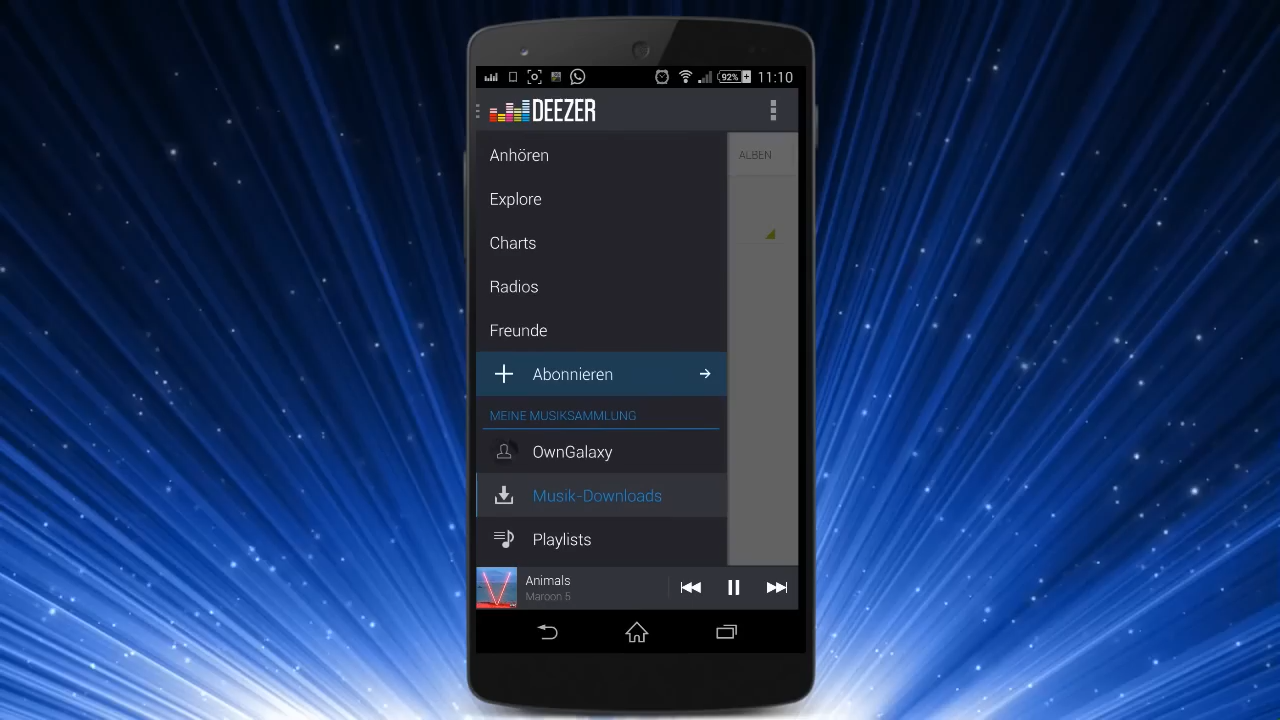 92% 11:10
DEEZER
Anhören
ALBEN
Explore
Charts
Radios
Freunde
Abonnieren
MEINE MUSIKSAMMLUNG
OwnGalaxy
Musik-Downloads
Playlists
Animals
Maroon 5